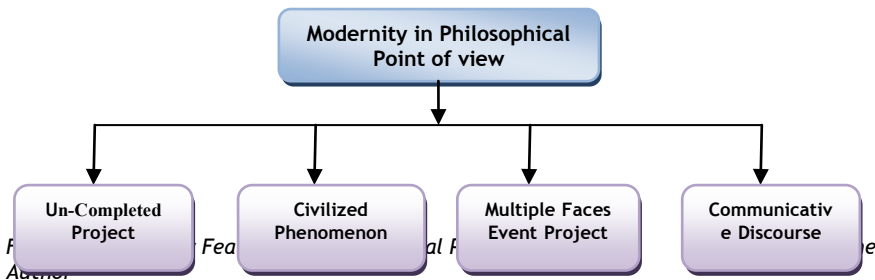 Modernity in Philosophical
Point of view
Un-Completed
Project
Civilized
Phenomenon
Multiple Faces
Event Project
Communicativ
e Discourse
Author